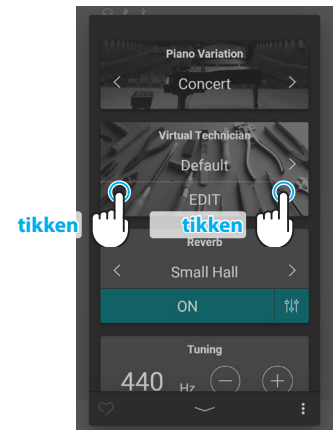 Piano Variation
Concert
Virtual Technician
Default
EDIT
tikken
tikken
Reverb
Small Hall
ON
Tuning
440 Hz